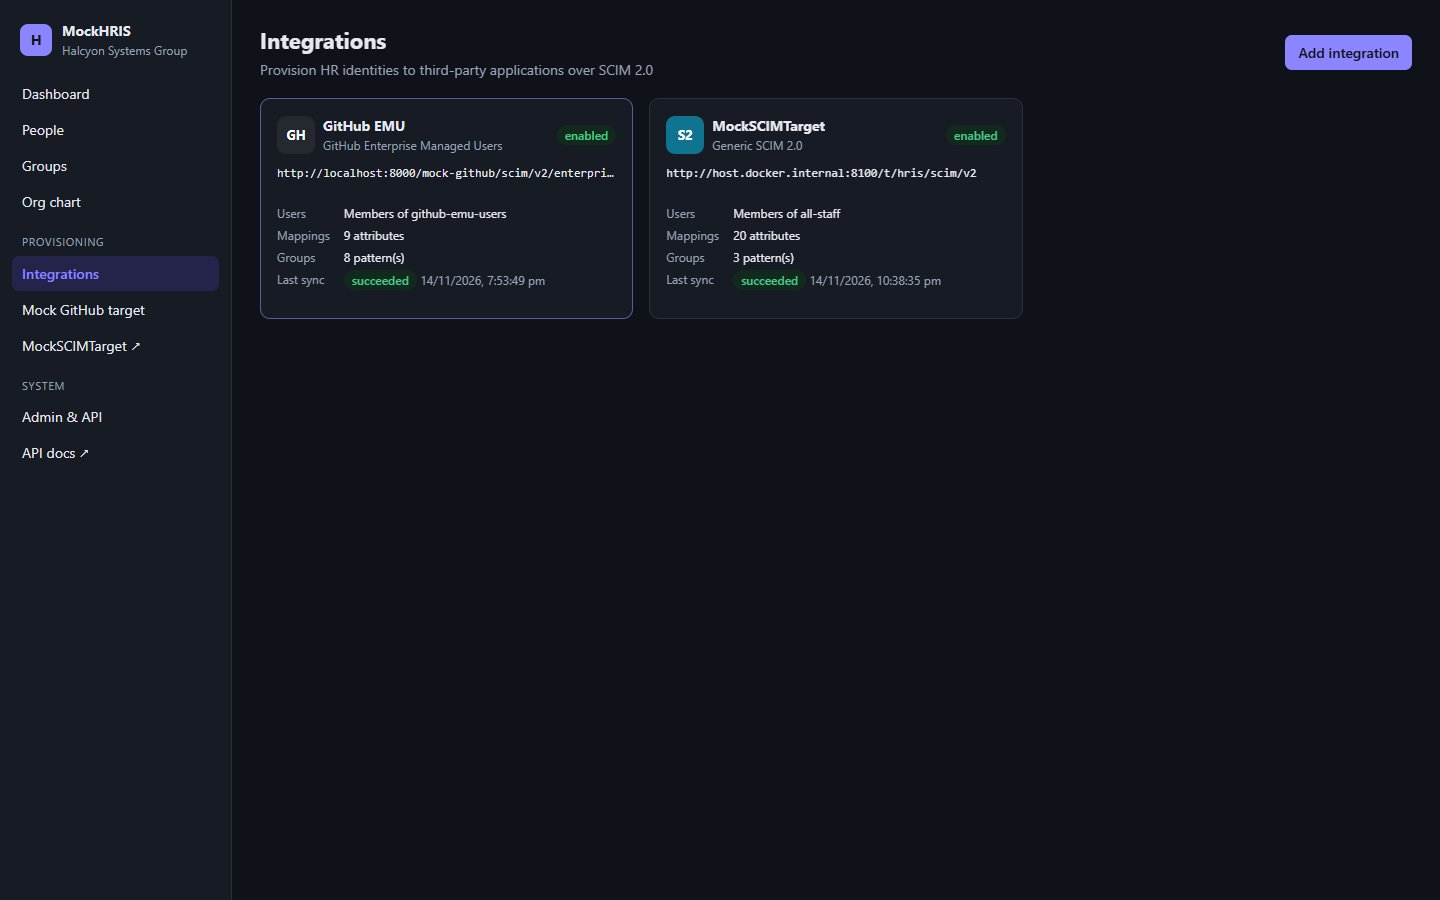 H
MockHRIS
Halcyon Systems Group
Dashboard
People
Groups
Org chart
PROVISIONING
Integrations
Mock GitHub target
MockSCIMTarget ↗
SYSTEM
Admin & API
API docs ↗
Integrations
Provision HR identities to third-party applications over SCIM 2.0
Add integration
GH
GitHub EMU
GitHub Enterprise Managed Users
enabled
http://localhost:8000/mock-github/scim/v2/enterpri…
Users Members of github-emu-users
Mappings 9 attributes
Groups 8 pattern(s)
Last sync succeeded 14/11/2026, 7:53:49 pm
S2
MockSCIMTarget
Generic SCIM 2.0
enabled
http://host.docker.internal:8100/t/hris/scim/v2
Users Members of all-staff
Mappings 20 attributes
Groups 3 pattern(s)
Last sync succeeded 14/11/2026, 10:38:35 pm